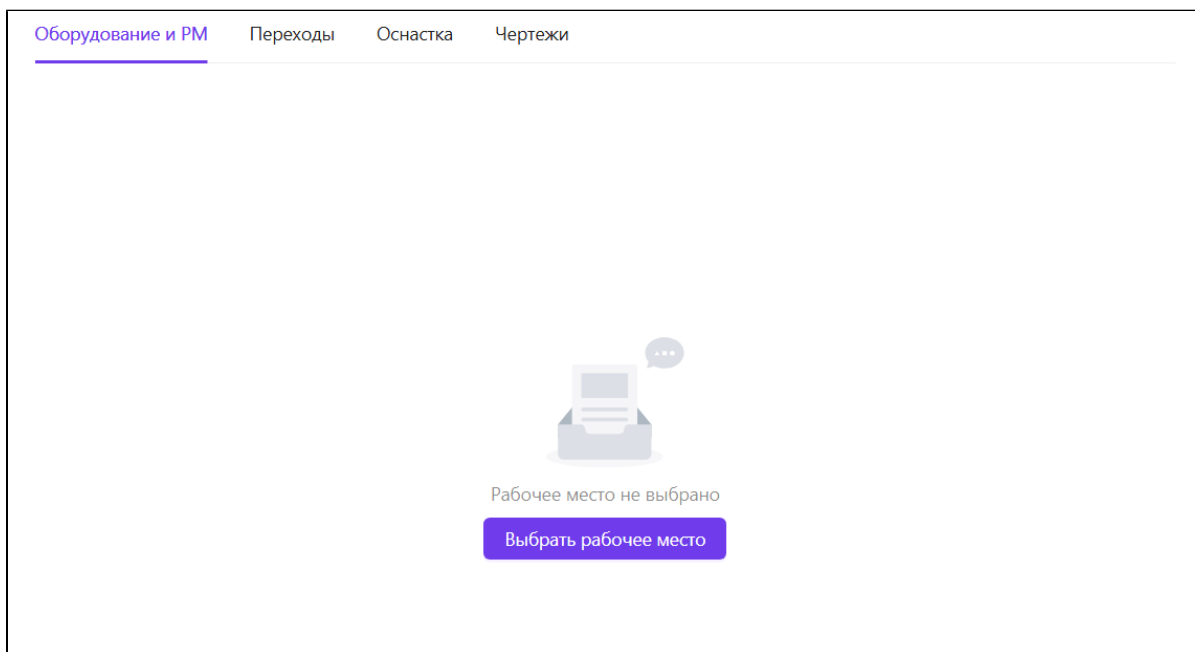 Оборудование и РМ Переходы Оснастка Чертежи
Рабочее место не выбрано
Выбрать рабочее место